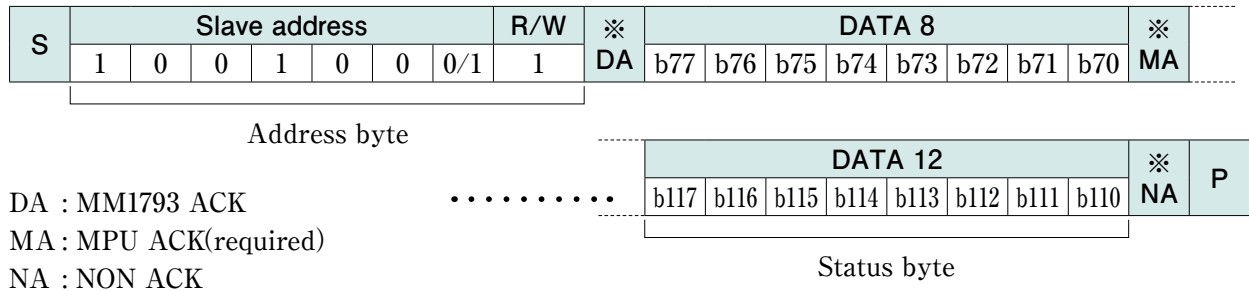 S Slave address R/W ※ DA DATA 8 ※ MA
1 0 0 1 0 0 0/1 1 b77 b76 b75 b74 b73 b72 b71 b70
Address byte
DATA 12 ※ NA P
b117 b116 b115 b114 b113 b112 b111 b110
Status byte
DA : MM1793 ACK
MA : MPU ACK(required)
NA : NON ACK